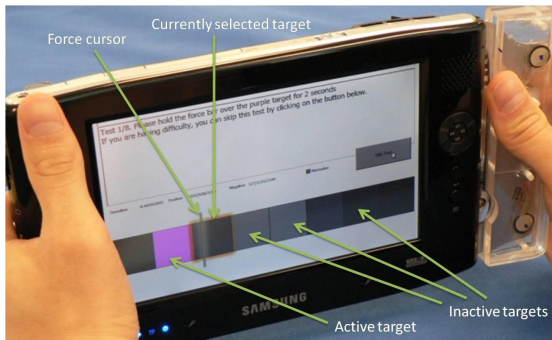 Currently selected target
Force cursor
Test 1/8. Please hold the force bar over the purple target for 2 seconds
If you are having difficulty, you can skip this test by clicking on the button below.
SAMSUNG
Inactive targets
Active target